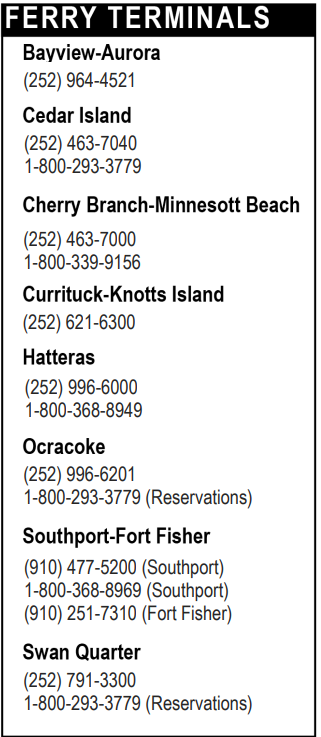 FERRY TERMINALS
Bayview-Aurora
(252) 964-4521
Cedar Island
(252) 463-7040
1-800-293-3779
Cherry Branch-Minnesott Beach
(252) 463-7000
1-800-339-9156
Currituck-Knotts Island
(252) 621-6300
Hatteras
(252) 996-6000
1-800-368-8949
Ocracoke
(252) 996-6201
1-800-293-3779 (Reservations)
Southport-Fort Fisher
(910) 477-5200 (Southport)
1-800-368-8969 (Southport)
(910) 251-7310 (Fort Fisher)
Swan Quarter
(252) 791-3300
1-800-293-3779 (Reservations)